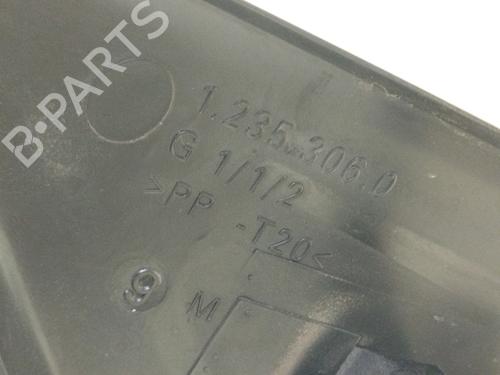 B-PARTS
1.235.306.0
G 1/1/2
>PP -T20<
9 M